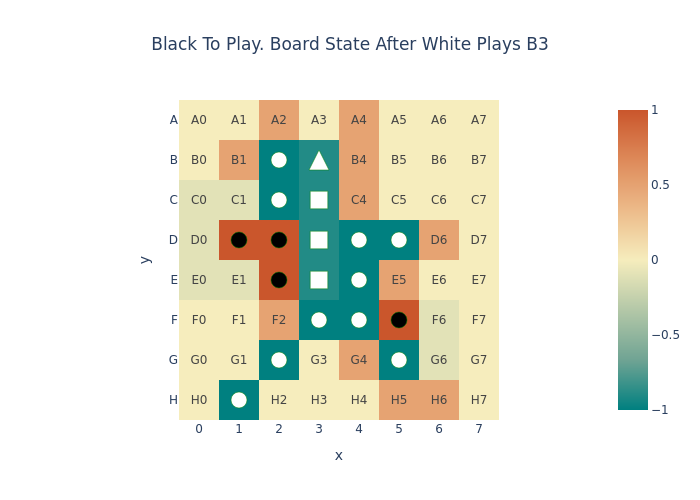 Black To Play. Board State After White Plays B3
A A0 A1 A2 A3 A4 A5 A6 A7
B B0 B1 B4 B5 B6 B7
C C0 C1 C4 C5 C6 C7
D D0 D6 D7
E E0 E1 E5 E6 E7
F F0 F1 F2 F6 F7
G G0 G1 G3 G4 G6 G7
H H0 H2 H3 H4 H5 H6 H7
0 1 2 3 4 5 6 7
x
y
1
0.5
0
−0.5
−1